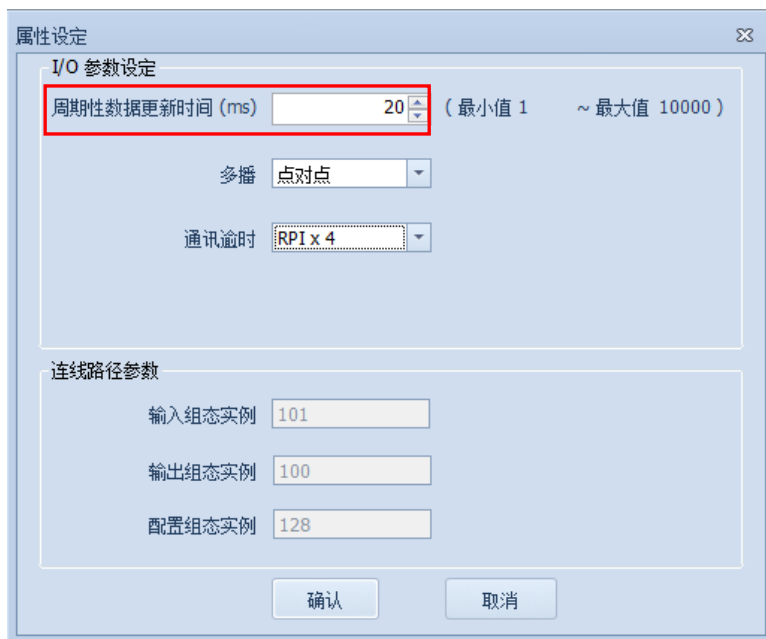 属性设定
I/O 参数设定
周期性数据更新时间 (ms) 20 ( 最小值 1 ~ 最大值 10000 )
多播 点对点
通讯逾时 RPI x 4
连线路径参数
输入组态实例 101
输出组态实例 100
配置组态实例 128
确认 取消